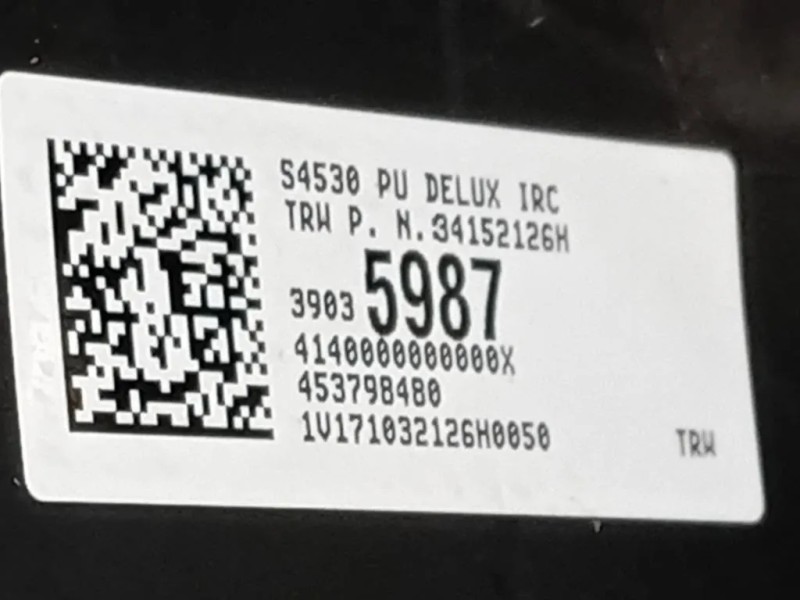 S4530 PU DELUX IRC
TRW P. N.34152126H
3903 5987
4140000000000X
453798480
1V171032126H0050
TRW